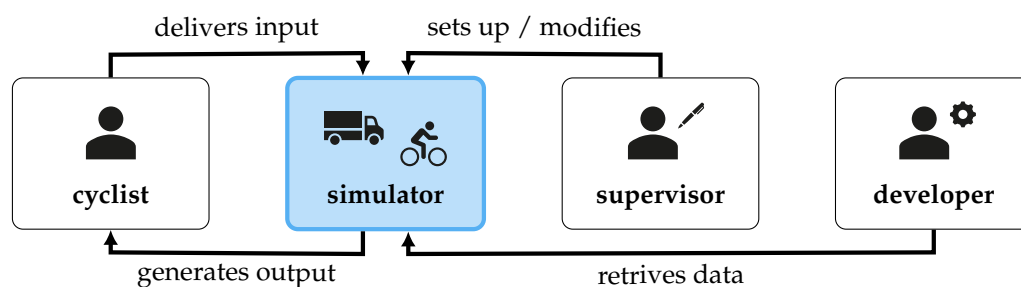 delivers input
sets up / modifies
cyclist
simulator
supervisor
developer
generates output
retrives data